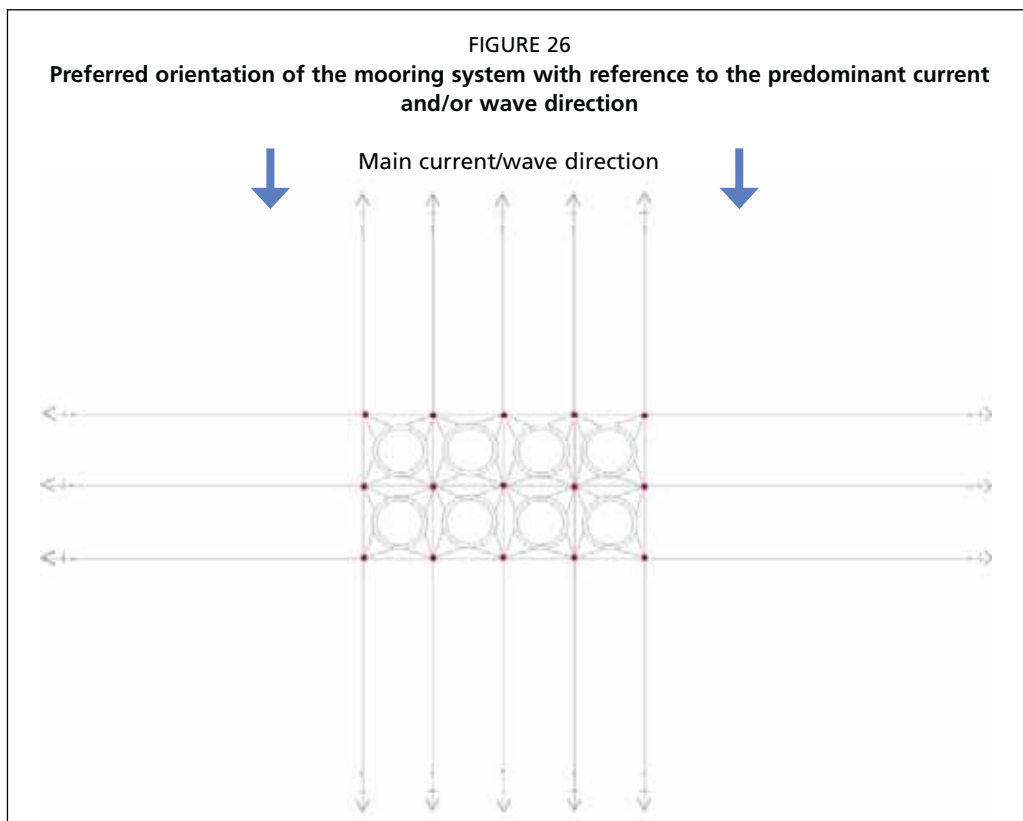 FIGURE 26
Preferred orientation of the mooring system with reference to the predominant current
and/or wave direction
Main current/wave direction